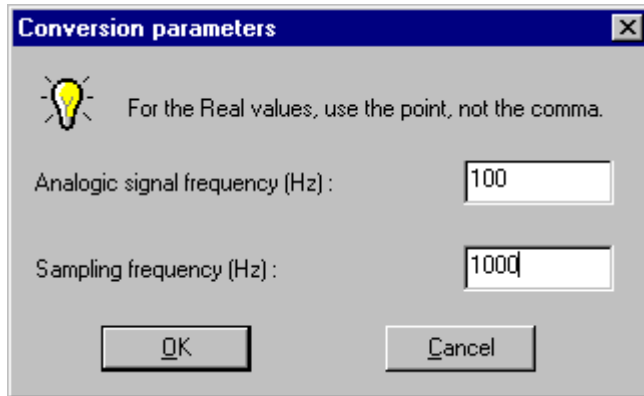 Conversion parameters
For the Real values, use the point, not the comma.
Analogic signal frequency (Hz) : 100
Sampling frequency (Hz) : 1000
OK Cancel